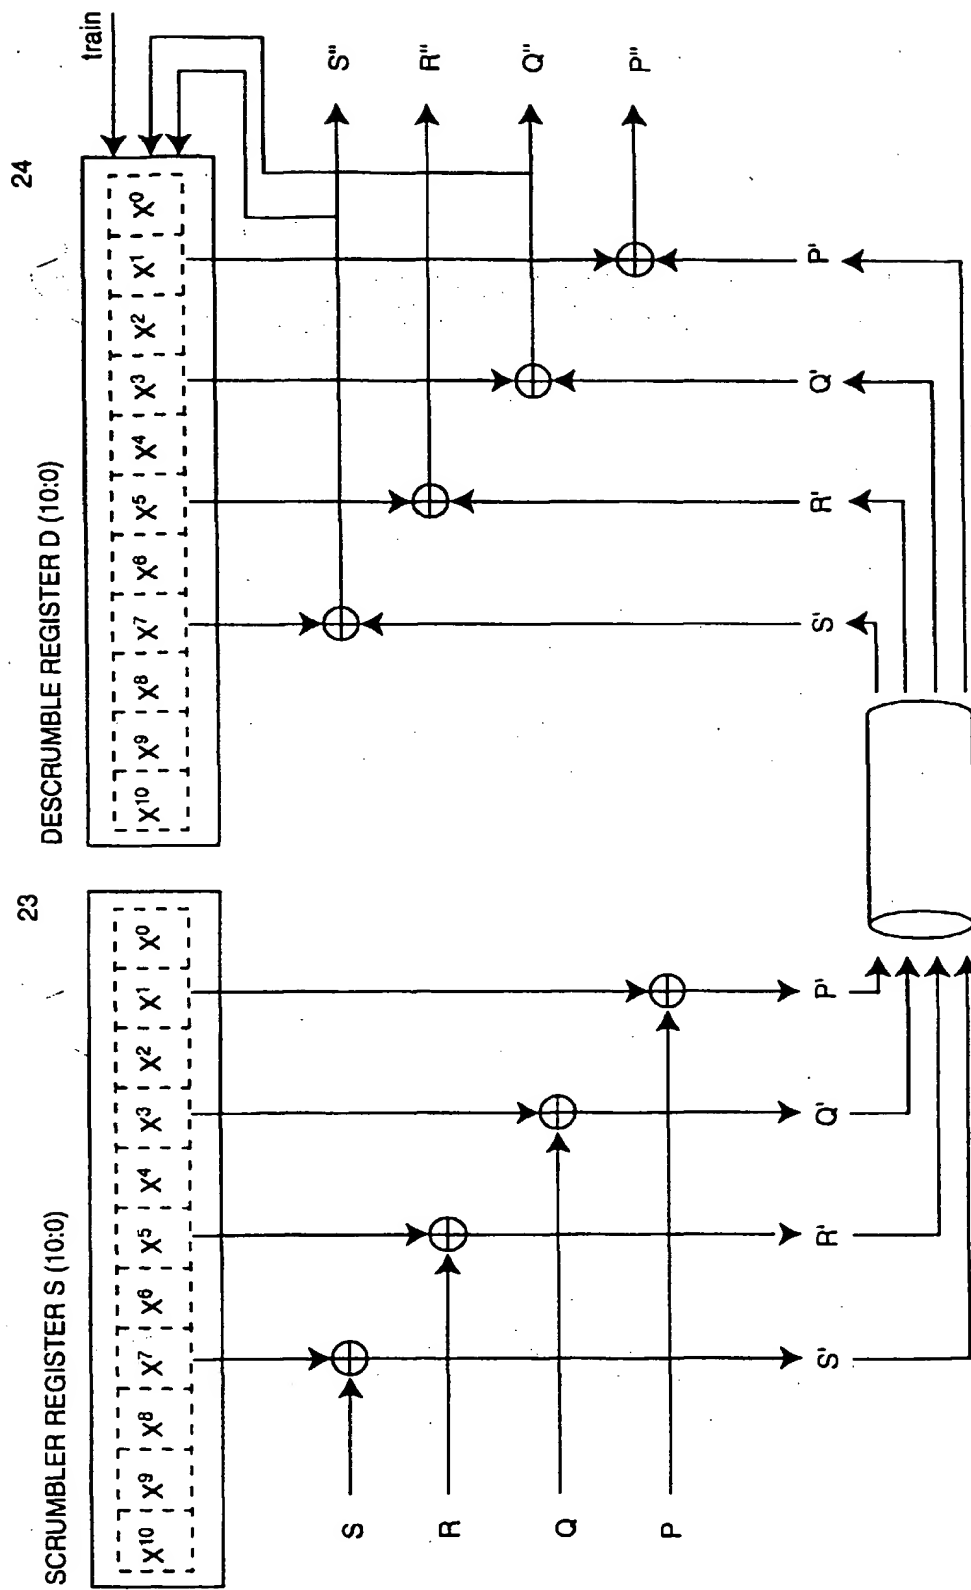 SCRUMBLER REGISTER S (10:0)
23
X¹⁰ X⁹ X⁸ X⁷ X⁶ X⁵ X⁴ X³ X² X¹ X⁰
S
R
Q
P
S' R' Q' P'
DESCRUMBLE REGISTER D (10:0)
24
X¹⁰ X⁹ X⁸ X⁷ X⁶ X⁵ X⁴ X³ X² X¹ X⁰
train
S"
R"
Q"
P"
S' R' Q' P'